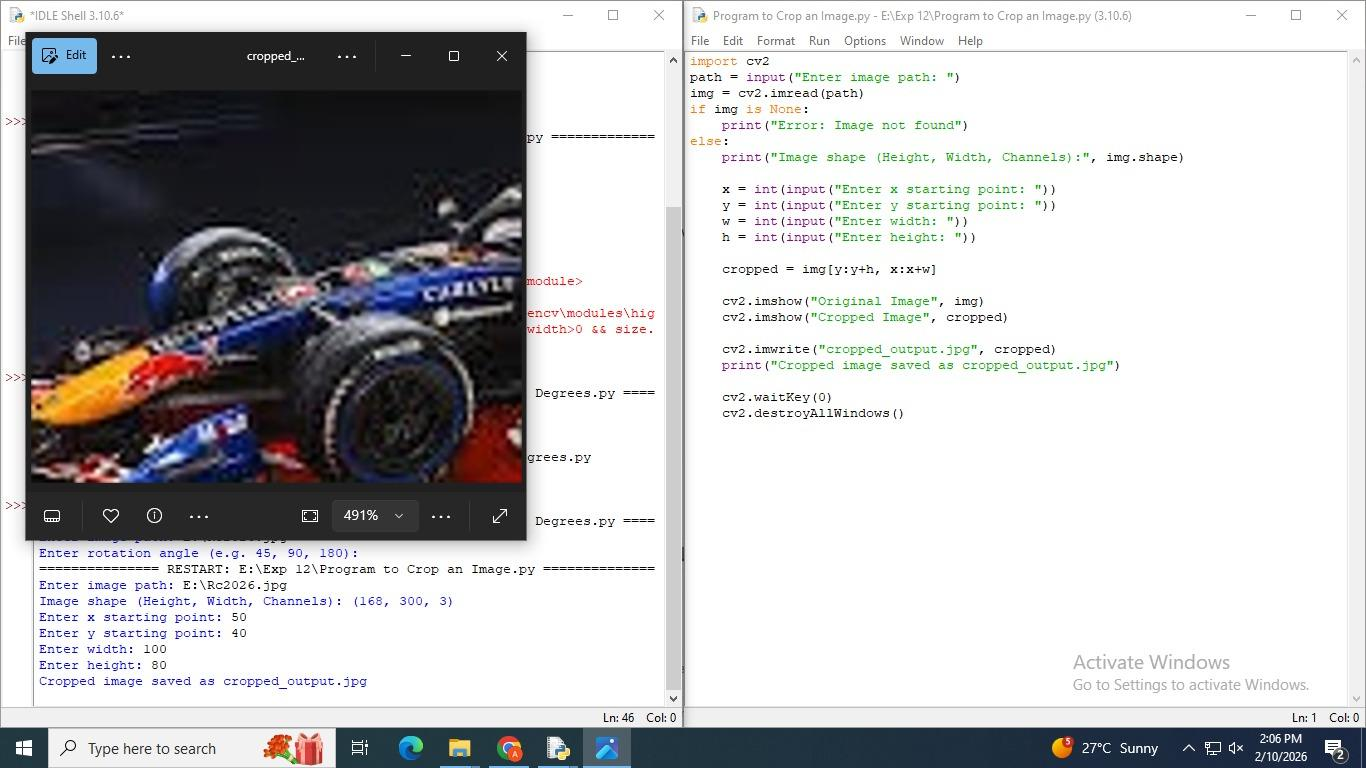 *IDLE Shell 3.10.6*
File
Edit
cropped_...
>>>
py =============
module>
encv\modules\hig
width>0 && size.
>>>
Degrees.py ====
grees.py
>>>
Degrees.py ====
491%
Enter rotation angle (e.g. 45, 90, 180):
=============== RESTART: E:\Exp 12\Program to Crop an Image.py ==============
Enter image path: E:\Rc2026.jpg
Image shape (Height, Width, Channels): (168, 300, 3)
Enter x starting point: 50
Enter y starting point: 40
Enter width: 100
Enter height: 80
Cropped image saved as cropped_output.jpg
Ln: 46 Col: 0
CARLYLE
Program to Crop an Image.py - E:\Exp 12\Program to Crop an Image.py (3.10.6)
File Edit Format Run Options Window Help
import cv2
path = input("Enter image path: ")
img = cv2.imread(path)
if img is None:
    print("Error: Image not found")
else:
    print("Image shape (Height, Width, Channels):", img.shape)
    x = int(input("Enter x starting point: "))
    y = int(input("Enter y starting point: "))
    w = int(input("Enter width: "))
    h = int(input("Enter height: "))
    cropped = img[y:y+h, x:x+w]
    cv2.imshow("Original Image", img)
    cv2.imshow("Cropped Image", cropped)
    cv2.imwrite("cropped_output.jpg", cropped)
    print("Cropped image saved as cropped_output.jpg")
    cv2.waitKey(0)
    cv2.destroyAllWindows()
Activate Windows
Go to Settings to activate Windows.
Ln: 1 Col: 0
Type here to search
A
5
27°C Sunny
2:06 PM
2/10/2026
2